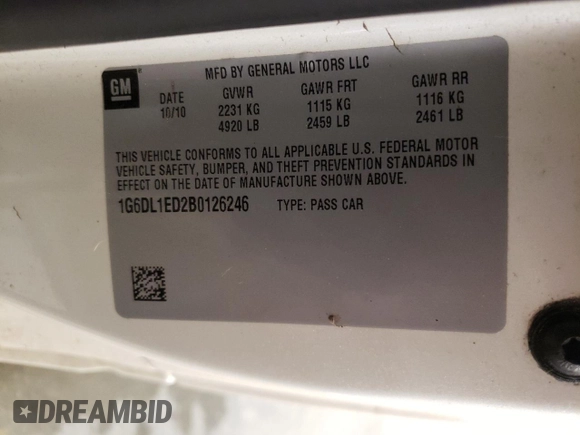 GM
MFD BY GENERAL MOTORS LLC
DATE GVWR GAWR FRT GAWR RR
10/10 2231 KG 1115 KG 1116 KG
4920 LB 2459 LB 2461 LB
THIS VEHICLE CONFORMS TO ALL APPLICABLE U.S. FEDERAL MOTOR
VEHICLE SAFETY, BUMPER, AND THEFT PREVENTION STANDARDS IN
EFFECT ON THE DATE OF MANUFACTURE SHOWN ABOVE.
1G6DL1ED2B0126246 TYPE: PASS CAR
DREAMBID